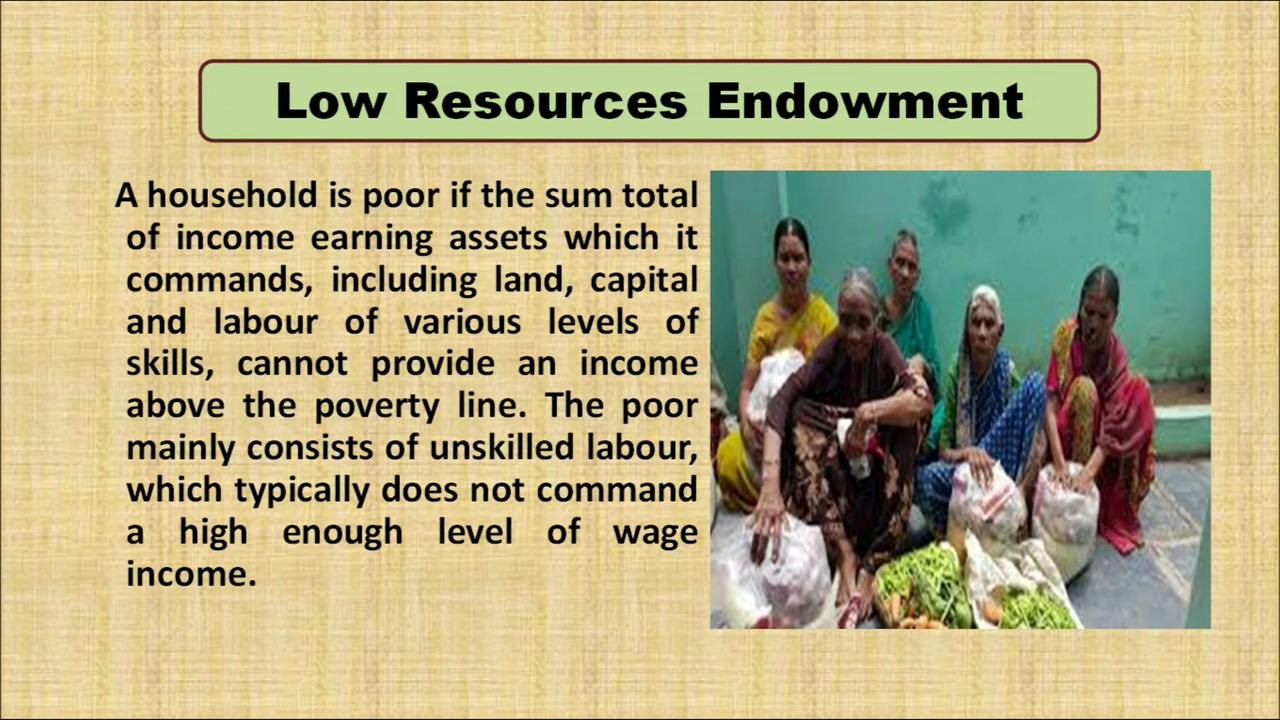 Low Resources Endowment
A household is poor if the sum total
of income earning assets which it
commands, including land, capital
and labour of various levels of
skills, cannot provide an income
above the poverty line. The poor
mainly consists of unskilled labour,
which typically does not command
a high enough level of wage
income.